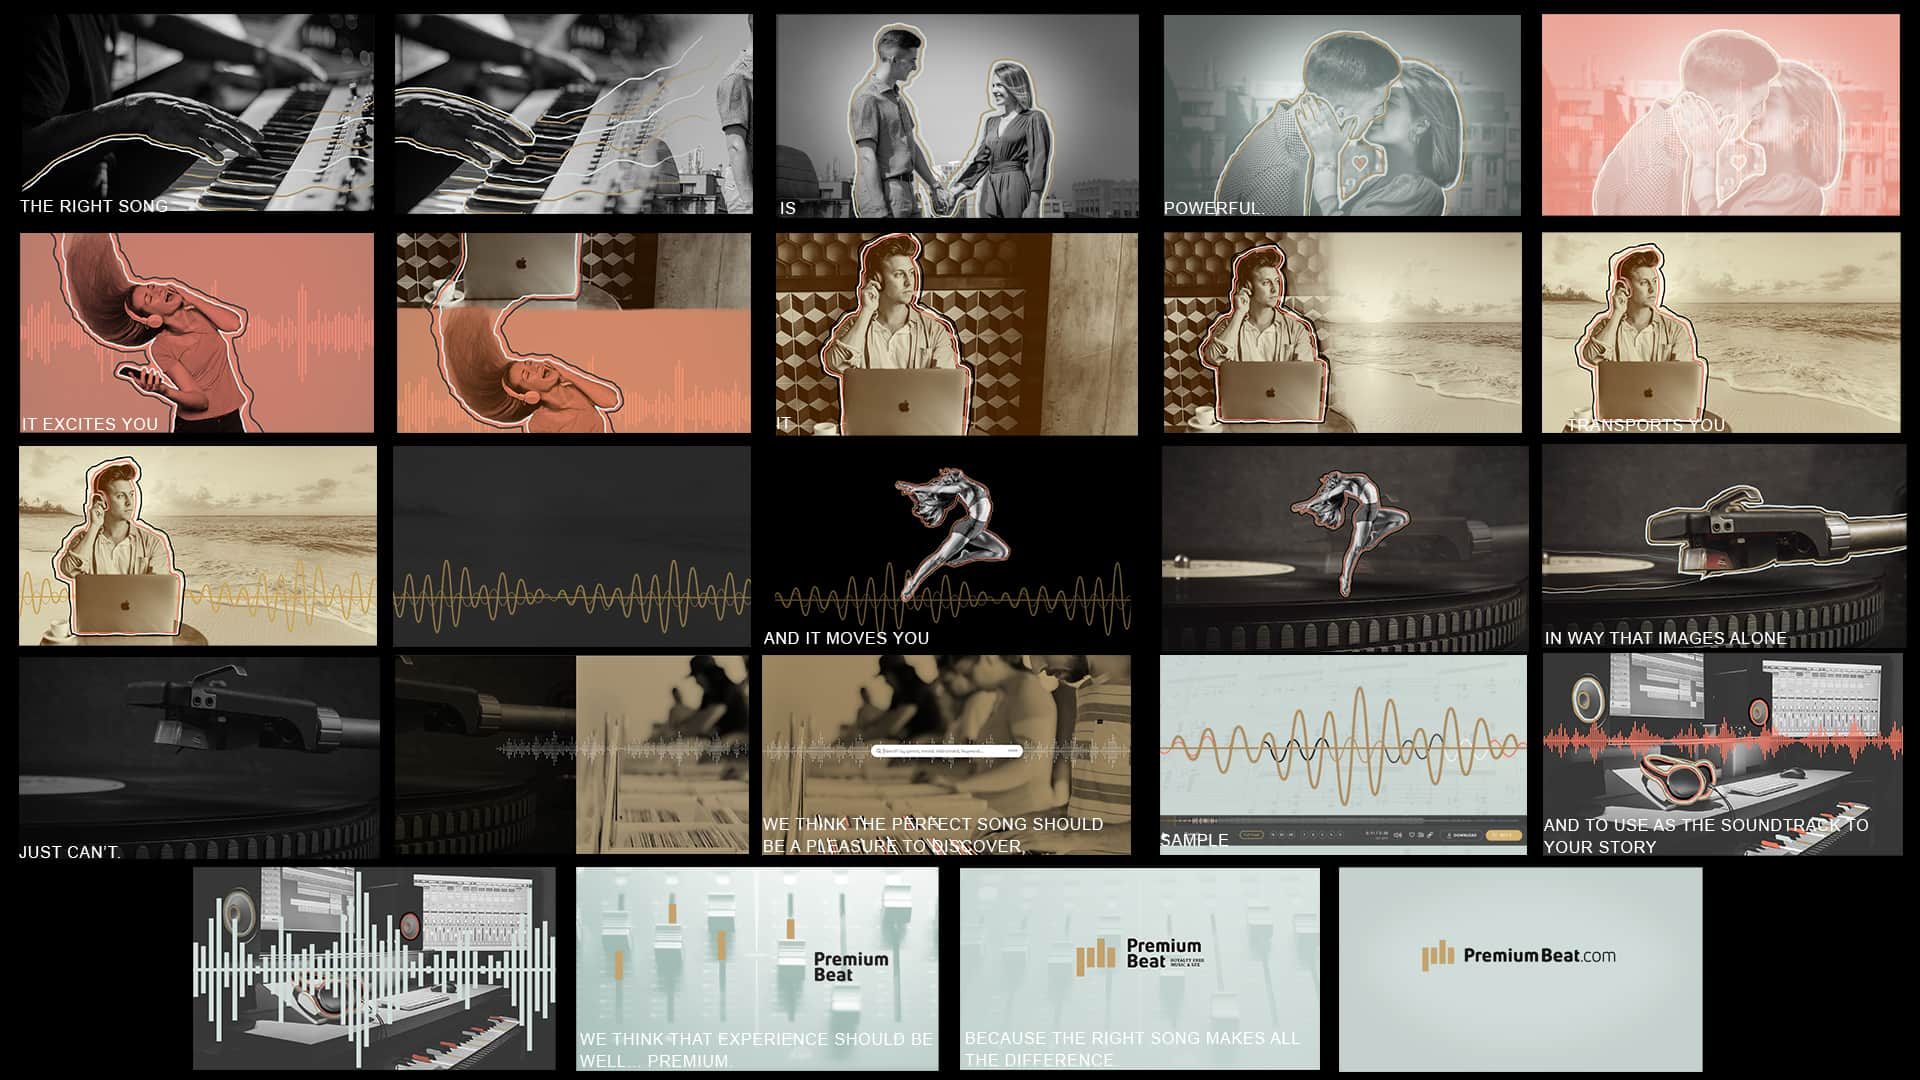 THE RIGHT SONG
IS
POWERFUL.
IT EXCITES YOU
IT
TRANSPORTS YOU
AND IT MOVES YOU
IN WAY THAT IMAGES ALONE
JUST CAN'T.
WE THINK THE PERFECT SONG SHOULD
BE A PLEASURE TO DISCOVER,
DOWNLOAD
SAMPLE
AND TO USE AS THE SOUNDTRACK TO
YOUR STORY
Premium
Beat
WE THINK THAT EXPERIENCE SHOULD BE
WELL... PREMIUM.
Premium
Beat ROYALTY FREE
MUSIC & SFX
BECAUSE THE RIGHT SONG MAKES ALL
THE DIFFERENCE.
PremiumBeat.com